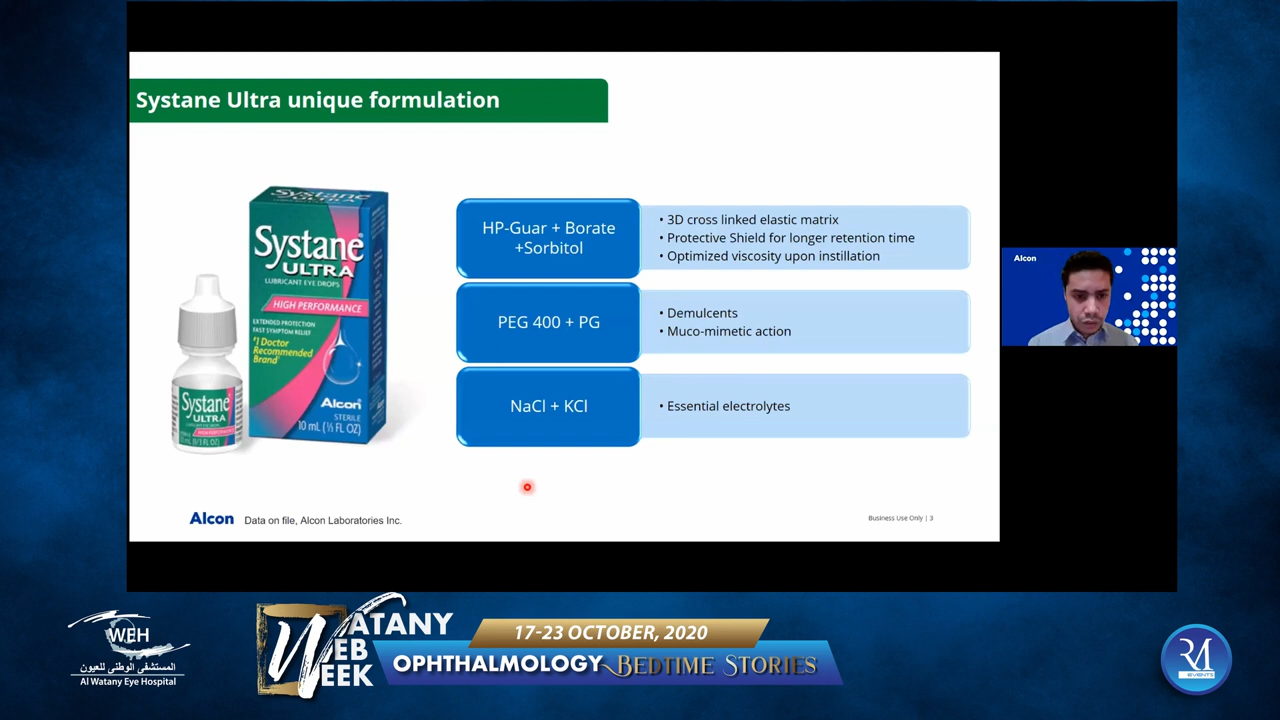 Systane Ultra unique formulation
Systane
ULTRA
Systane®
ULTRA
LUBRICANT EYE DROPS
HIGH PERFORMANCE
EXTENDED PROTECTION
FAST SYMPTOM RELIEF
#1 Doctor
Recommended
Brand
Alcon
STERILE
10 mL (⅓ FL OZ)
Systane
ULTRA
HP-Guar + Borate
+Sorbitol
• 3D cross linked elastic matrix
• Protective Shield for longer retention time
• Optimized viscosity upon instillation
PEG 400 + PG
• Demulcents
• Muco-mimetic action
NaCl + KCl
• Essential electrolytes
Alcon Data on file, Alcon Laboratories Inc.
Business Use Only | 3
Alcon
WEH
المستشفى الوطني للعيون
Al Watany Eye Hospital
WATANY
WEB
WEEK
17-23 OCTOBER, 2020
OPHTHALMOLOGY BEDTIME STORIES
RM
EVENTS